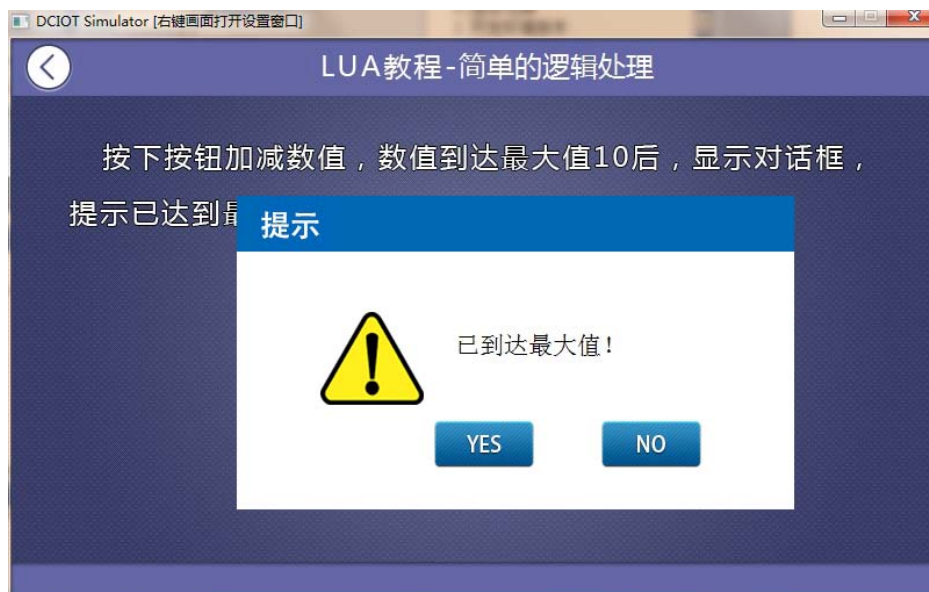 DCIOT Simulator [右键画面打开设置窗口]
LUA教程-简单的逻辑处理
按下按钮加减数值，数值到达最大值10后，显示对话框，
提示已达到
提示
已到达最大值！
YES
NO